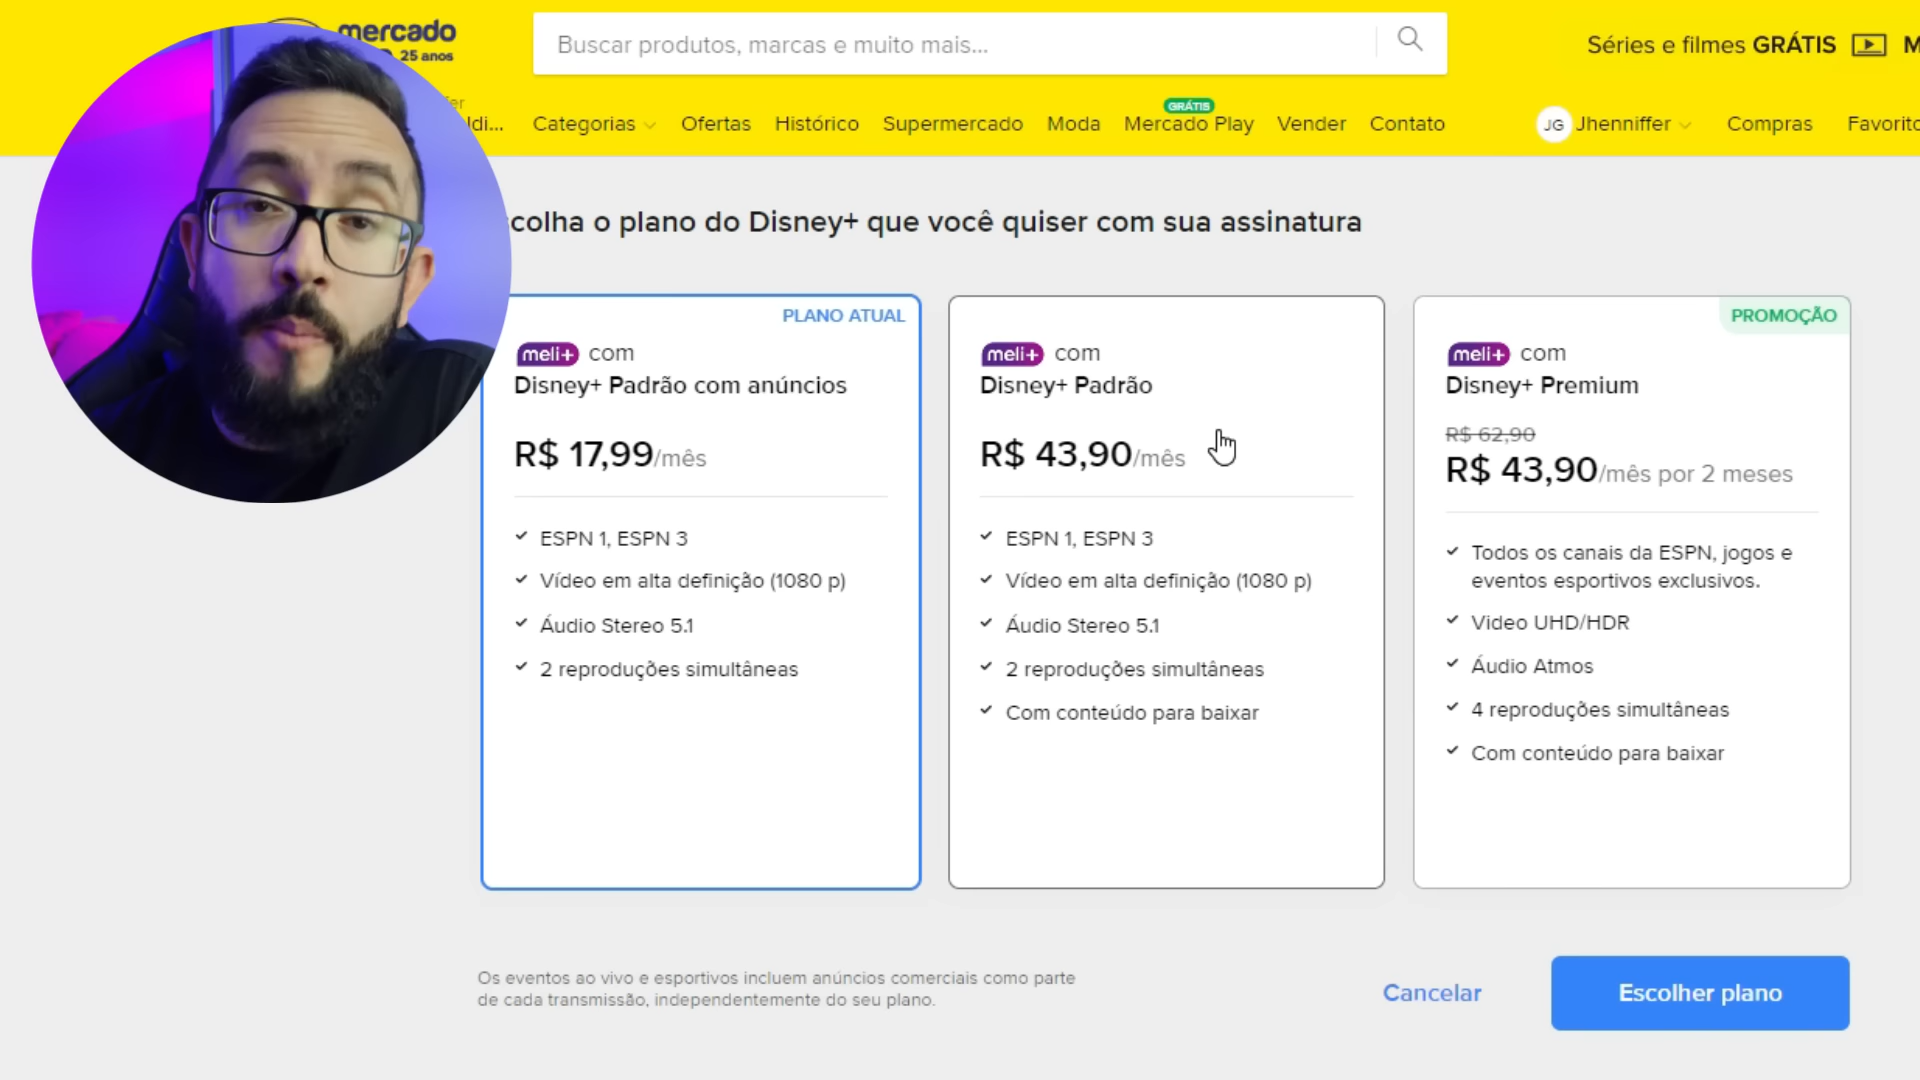 mercado
25 anos
Buscar produtos, marcas e muito mais...
Séries e filmes GRÁTIS
M
ldi...
Categorias
Ofertas
Histórico
Supermercado
Moda
GRÁTIS
Mercado Play
Vender
Contato
JG
Jhenniffer
Compras
Favorito
scolha o plano do Disney+ que você quiser com sua assinatura
PLANO ATUAL
meli+ com
Disney+ Padrão com anúncios
R$ 17,99/mês
ESPN 1, ESPN 3
Vídeo em alta definição (1080 p)
Áudio Stereo 5.1
2 reproduções simultâneas
meli+ com
Disney+ Padrão
R$ 43,90/mês
ESPN 1, ESPN 3
Vídeo em alta definição (1080 p)
Áudio Stereo 5.1
2 reproduções simultâneas
Com conteúdo para baixar
PROMOÇÃO
meli+ com
Disney+ Premium
R$ 62,90
R$ 43,90/mês por 2 meses
Todos os canais da ESPN, jogos e
eventos esportivos exclusivos.
Video UHD/HDR
Áudio Atmos
4 reproduções simultâneas
Com conteúdo para baixar
Os eventos ao vivo e esportivos incluem anúncios comerciais como parte
de cada transmissão, independentemente do seu plano.
Cancelar
Escolher plano